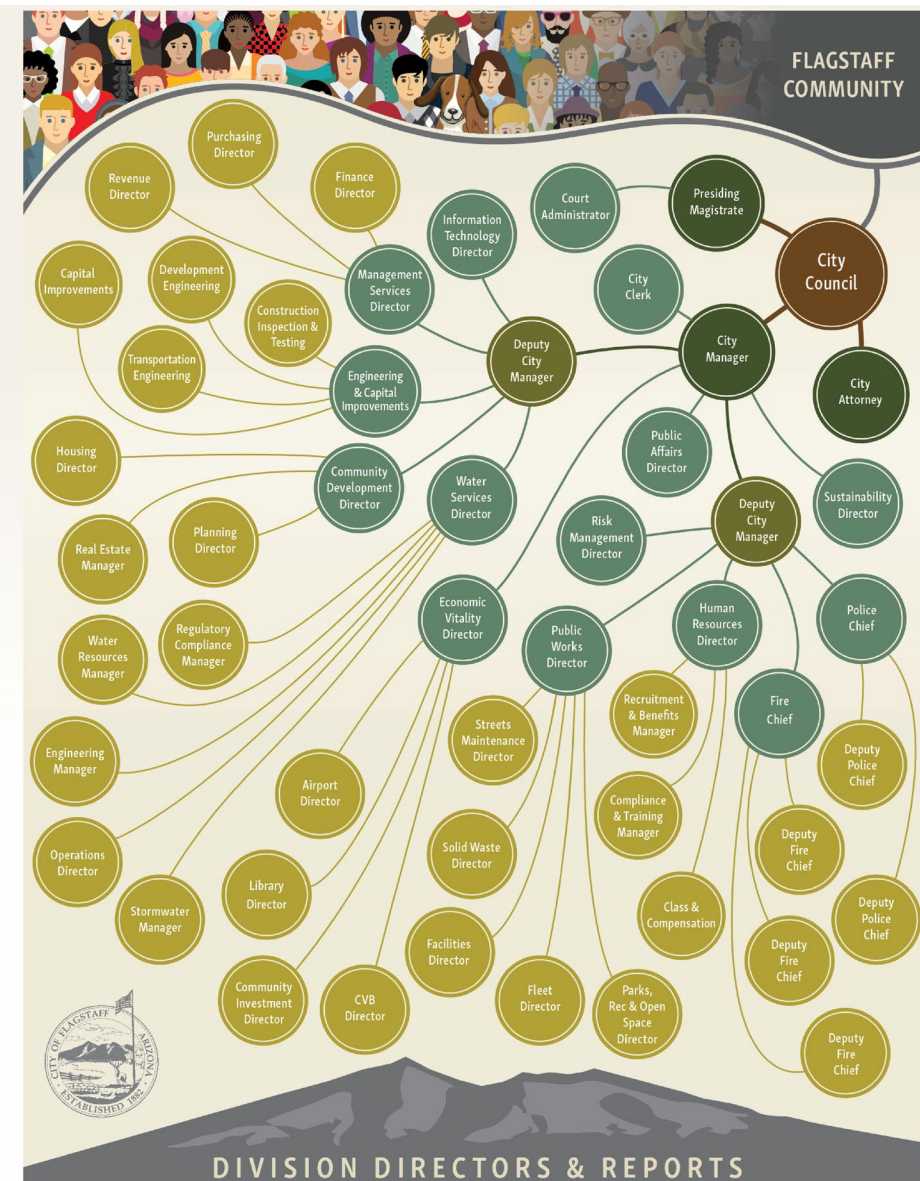 FLAGSTAFF
COMMUNITY
Purchasing
Director
Revenue
Director
Finance
Director
Information
Technology
Director
Court
Administrator
Presiding
Magistrate
City
Council
Capital
Improvements
Development
Engineering
Management
Services
Director
City
Clerk
Construction
Inspection &
Testing
Transportation
Engineering
Engineering
& Capital
Improvements
Deputy
City
Manager
City
Manager
City
Attorney
Housing
Director
Community
Development
Director
Water
Services
Director
Public
Affairs
Director
Sustainability
Director
Real Estate
Manager
Planning
Director
Risk
Management
Director
Deputy
City
Manager
Water
Resources
Manager
Regulatory
Compliance
Manager
Economic
Vitality
Director
Public
Works
Director
Human
Resources
Director
Police
Chief
Engineering
Manager
Airport
Director
Streets
Maintenance
Director
Recruitment
& Benefits
Manager
Fire
Chief
Deputy
Police
Chief
Operations
Director
Stormwater
Manager
Library
Director
Solid Waste
Director
Compliance
& Training
Manager
Deputy
Fire
Chief
Community
Investment
Director
CVB
Director
Facilities
Director
Fleet
Director
Parks,
Rec & Open
Space
Director
Class &
Compensation
Deputy
Fire
Chief
Deputy
Police
Chief
Deputy
Fire
Chief
CITY OF FLAGSTAFF
ARIZONA
ESTABLISHED 1882
DIVISION DIRECTORS & REPORTS